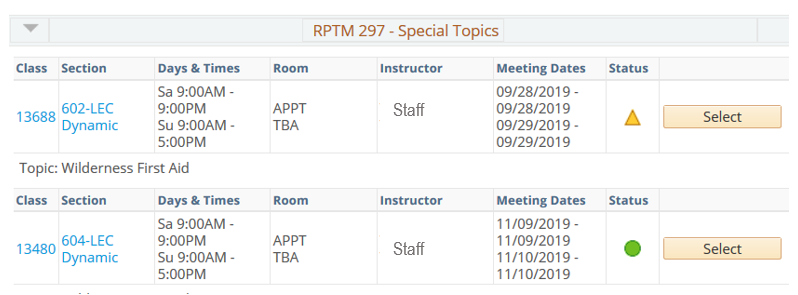 RPTM 297 - Special Topics
Class Section Days & Times Room Instructor Meeting Dates Status
13688 602-LEC Dynamic Sa 9:00AM - 9:00PM Su 9:00AM - 5:00PM APPT TBA Staff 09/28/2019 - 09/28/2019 09/29/2019 - 09/29/2019 Select
Topic: Wilderness First Aid
Class Section Days & Times Room Instructor Meeting Dates Status
13480 604-LEC Dynamic Sa 9:00AM - 9:00PM Su 9:00AM - 5:00PM APPT TBA Staff 11/09/2019 - 11/09/2019 11/10/2019 - 11/10/2019 Select